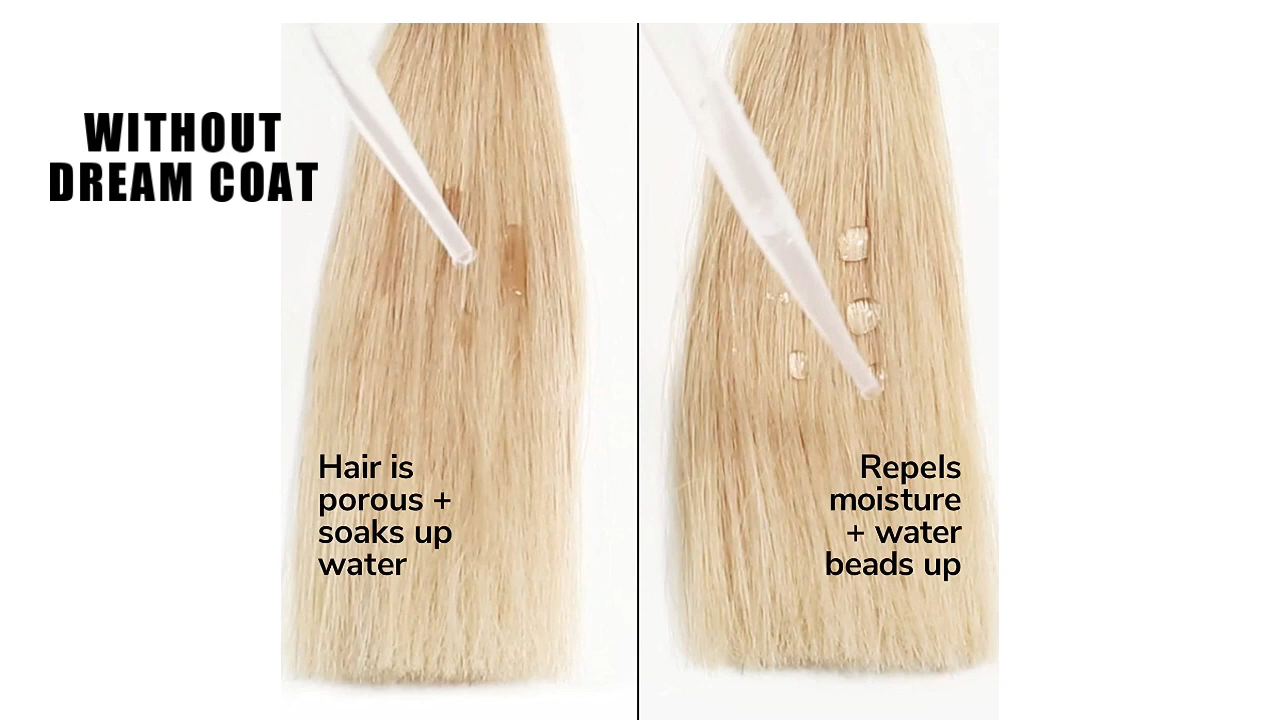 WITHOUT
DREAM COAT
Hair is
porous +
soaks up
water
Repels
moisture
+ water
beads up